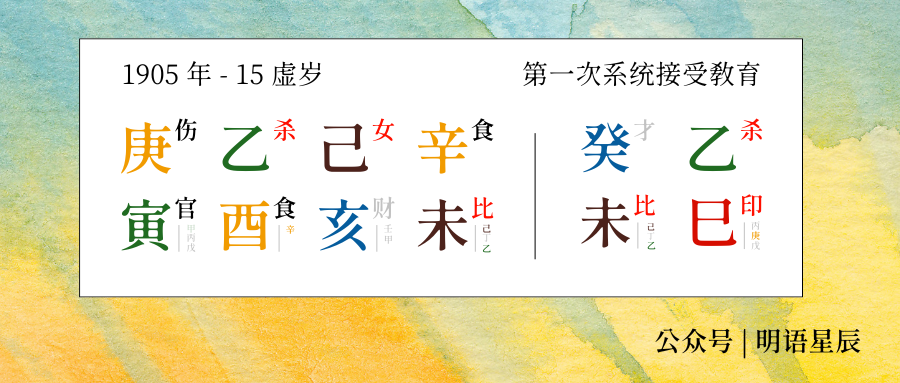 1905 年 - 15 虚岁 第一次系统接受教育
庚 伤 乙 杀 己 女 辛 食 癸 才 乙 杀
寅 官 甲丙戊 酉 食 辛 亥 财 壬甲 未 比 己丁乙 未 比 己丁乙 巳 印 丙庚戊
公众号 | 明语星辰